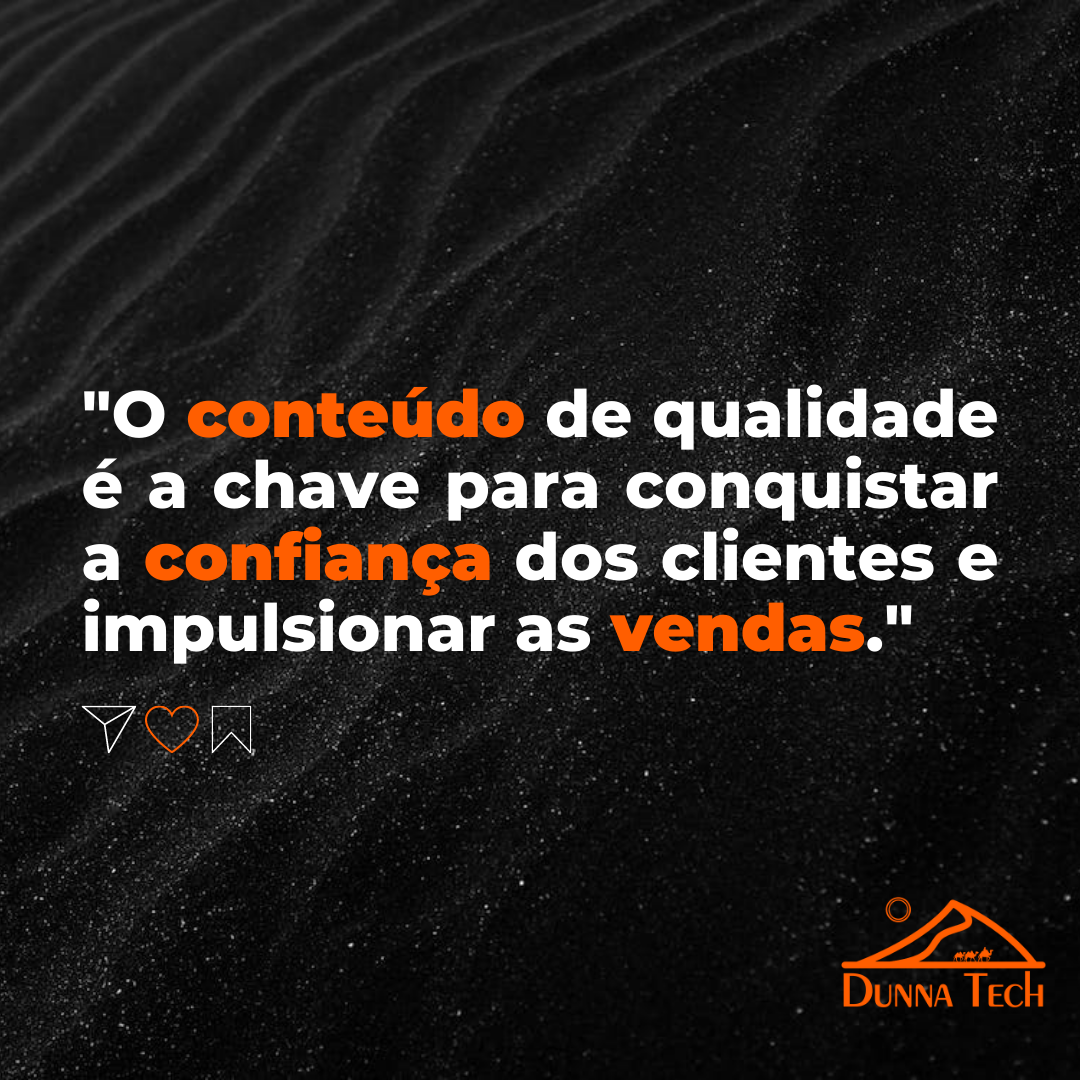 "O conteúdo de qualidade
é a chave para conquistar
a confiança dos clientes e
impulsionar as vendas."
DUNNA TECH